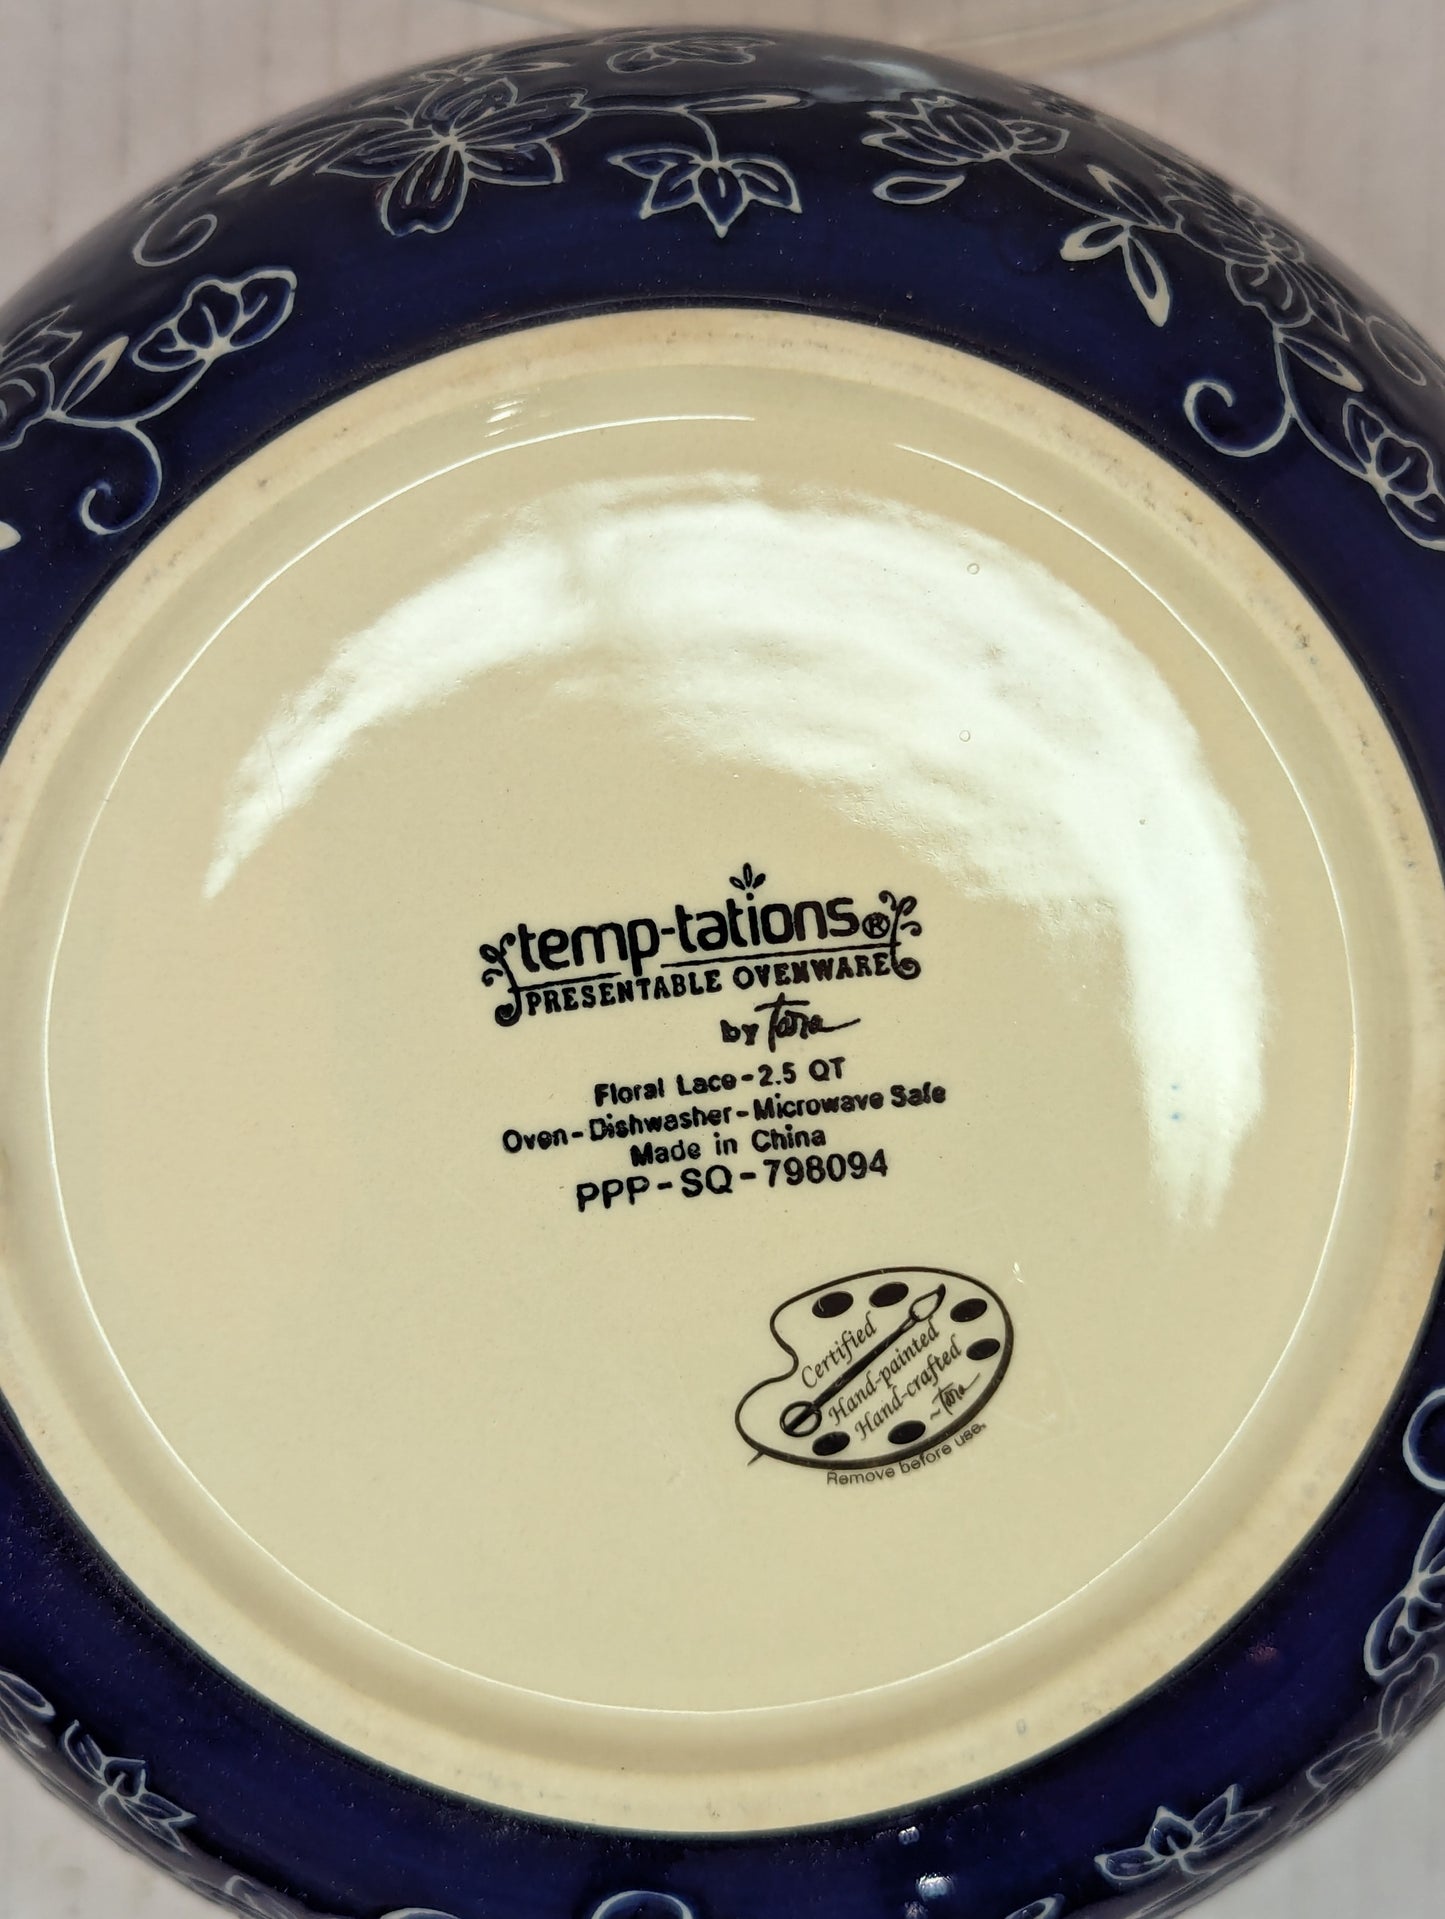 temp-tations®
PRESENTABLE OVENWARE
by Tara
Floral Lace-2.5 QT
Oven-Dishwasher-Microwave Safe
Made in China
PPP-SQ-798094
Certified
Hand-painted
Hand-crafted
~Tara
Remove before use.